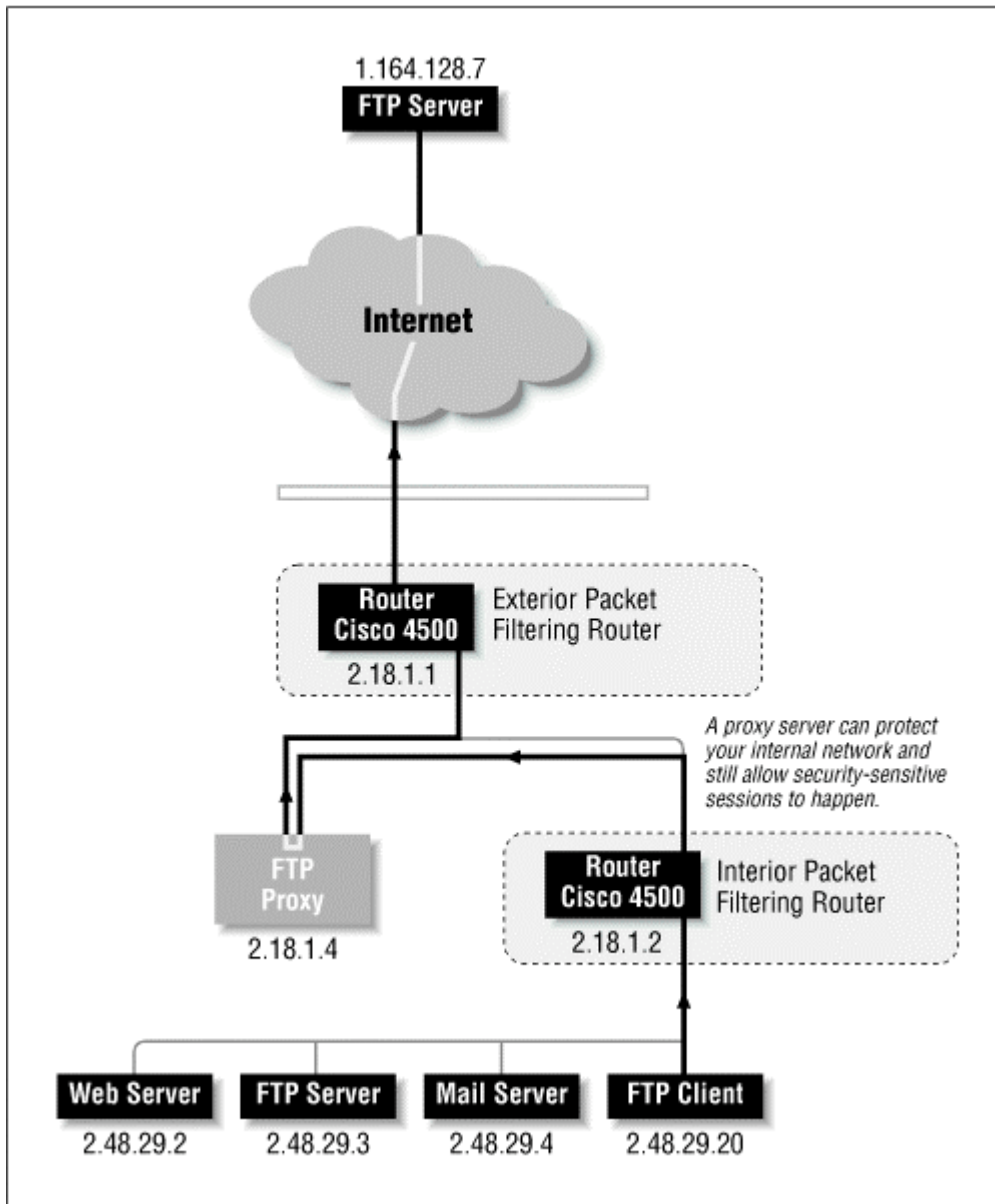 1.164.128.7
FTP Server
Internet
Router
Cisco 4500
Exterior Packet
Filtering Router
2.18.1.1
A proxy server can protect
your internal network and
still allow security-sensitive
sessions to happen.
FTP
Proxy
2.18.1.4
Router
Cisco 4500
Interior Packet
Filtering Router
2.18.1.2
Web Server
FTP Server
Mail Server
FTP Client
2.48.29.2
2.48.29.3
2.48.29.4
2.48.29.20